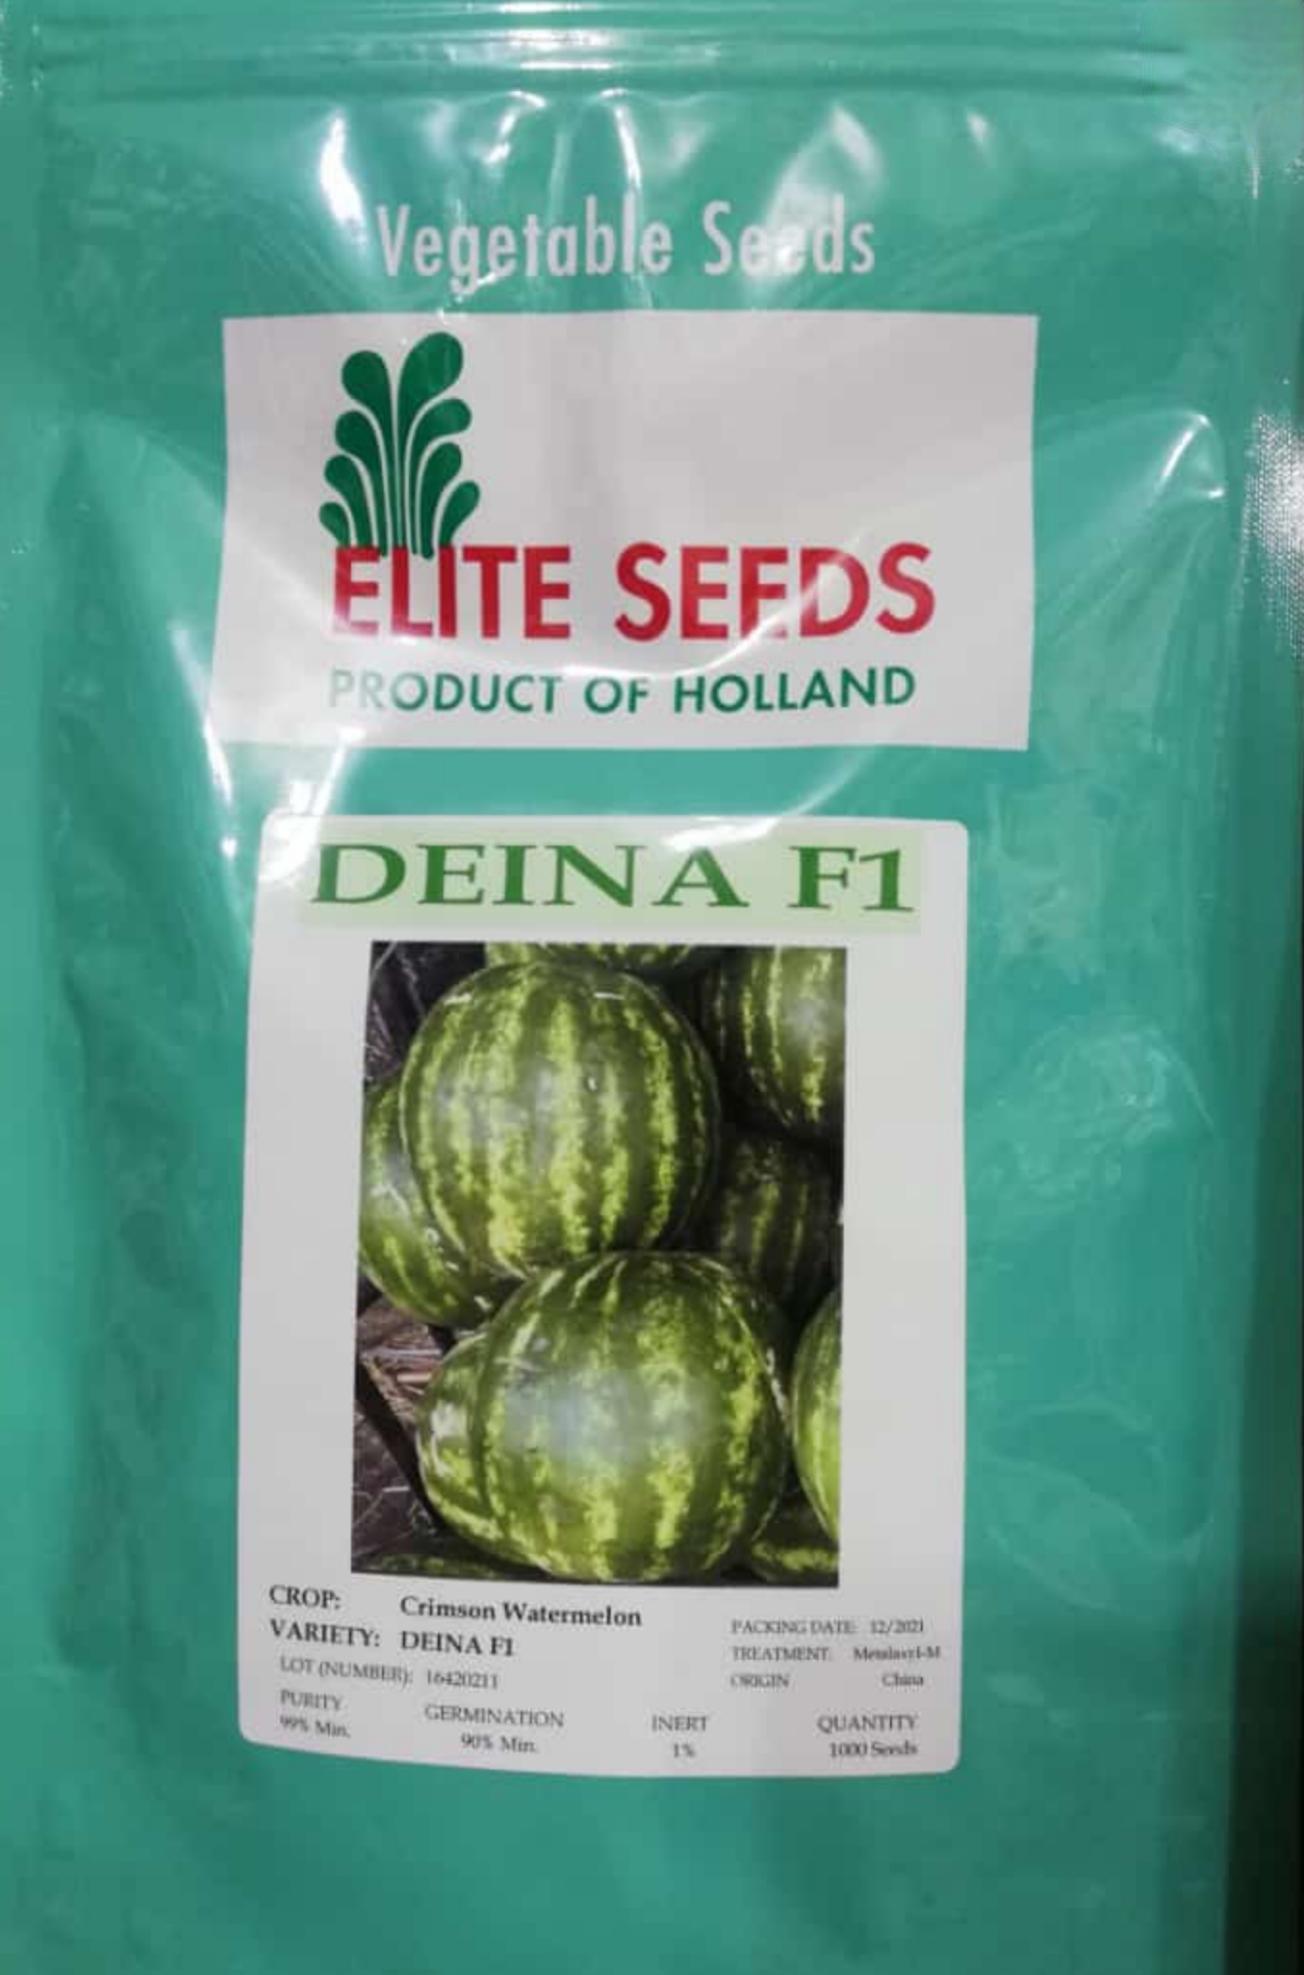 Vegetable Seeds
ELITE SEEDS
PRODUCT OF HOLLAND
DEINA F1
CROP: Crimson Watermelon
VARIETY: DEINA F1
LOT (NUMBER): 16420211
PACKING DATE: 12/2021
TREATMENT: Metalaxyl-M
ORIGIN China
PURITY GERMINATION INERT QUANTITY
99% Min. 90% Min. 1% 1000 Seeds